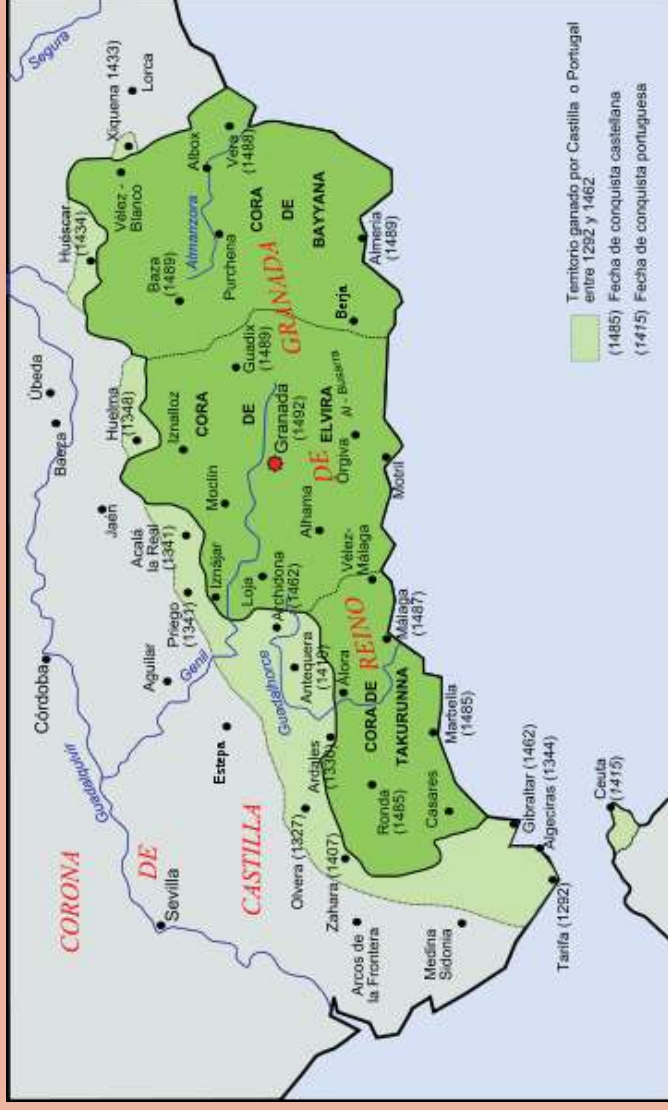 CORONA
DE
CASTILLA
REINO
DE
GRANADA
Guadalquivir
Córdoba
Sevilla
Genil
Aguilar
Estepa
Jaén
Baeza
Úbeda
Segura
Lorca
Xiquena 1433)
Huéscar
(1434)
Vélez -
Blanco
Albox
Vera
(1488)
Almanzora
Purchena
Baza
(1489)
CORA
DE
BAYYANA
Almería
(1489)
Berja
Guadix
(1489)
Huelma
(1348)
Iznalloz
CORA
DE
ELVIRA
Moclín
Granada
(1492)
Al - Busarra
Órgiva
Motril
Acalá
la Real
(1341)
Priego
(1341)
Iznájar
Loja
Alhama
Archidona
(1462)
Vélez-
Málaga
Guadalhorce
Antequera
(1410)
Álora
Málaga
(1487)
CORA DE
TAKURUNNA
Ardales
(1330)
Olvera (1327)
Zahara (1407)
Ronda
(1485)
Marbella
(1485)
Casares
Arcos de
la Frontera
Medina
Sidonia
Gibraltar (1462)
Algeciras (1344)
Tarifa (1292)
Ceuta
(1415)
Territorio ganado por Castilla o Portugal
entre 1292 y 1462
(1485) Fecha de conquista castellana
(1415) Fecha de conquista portuguesa